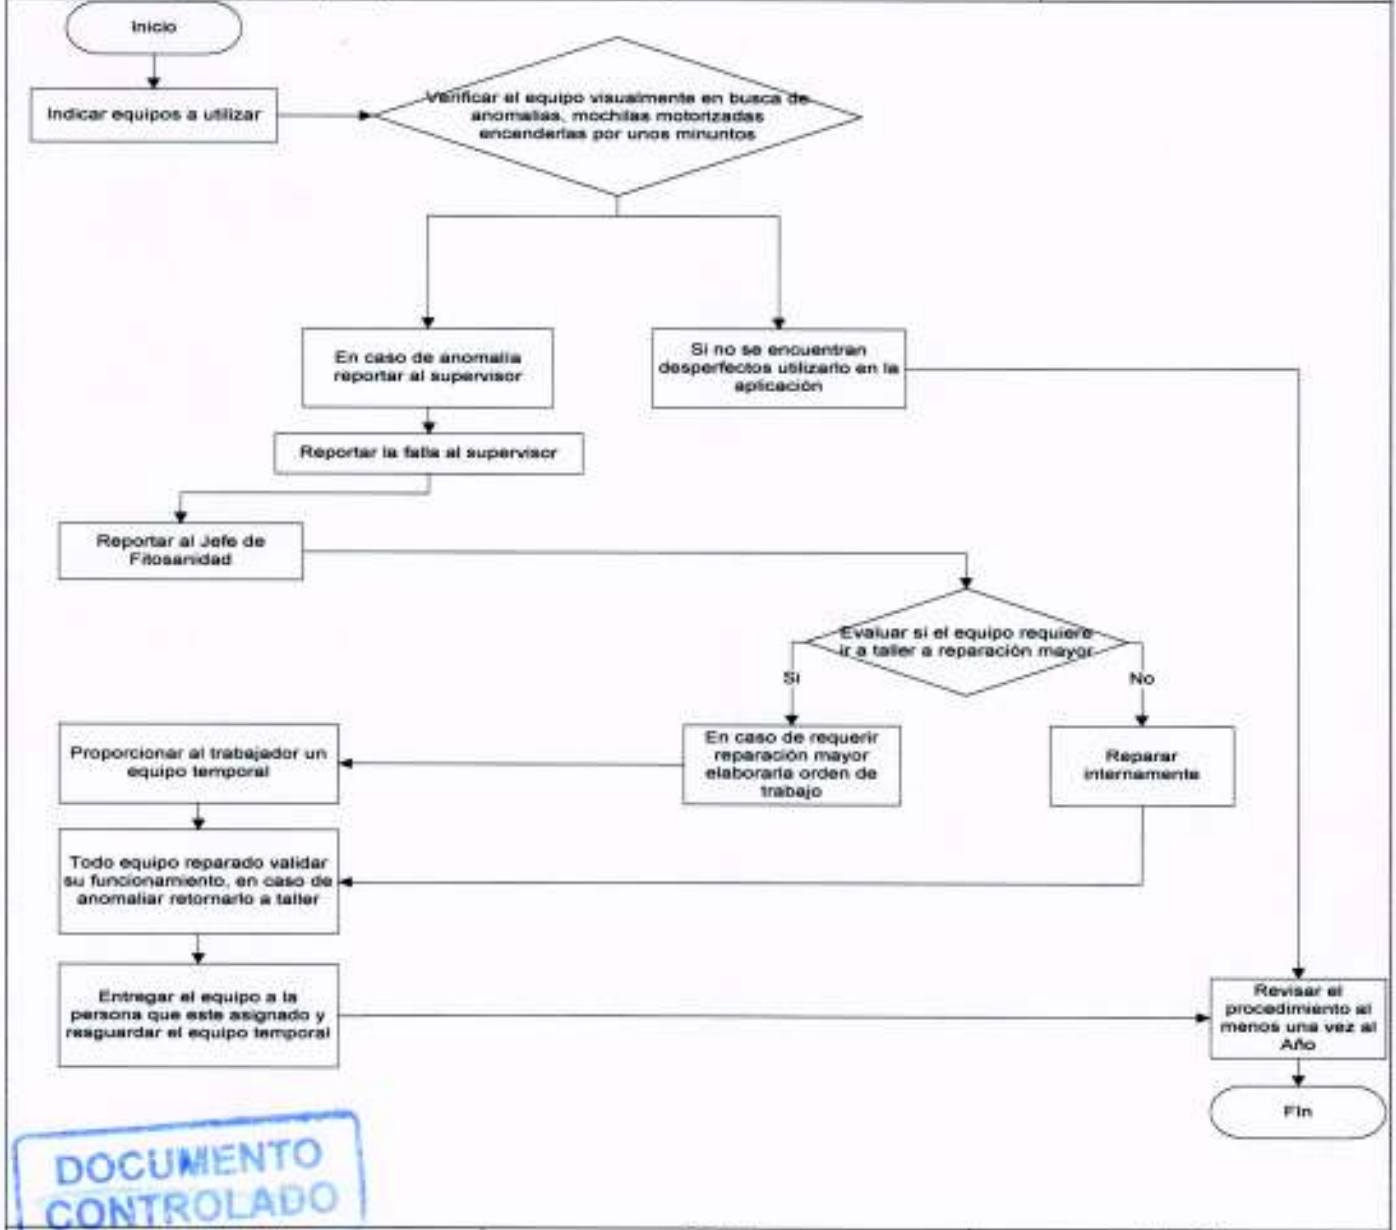 Inicio
Indicar equipos a utilizar
Verificar el equipo visualmente en busca de
anomalias, mochilas motorizadas
encenderlas por unos minuntos
En caso de anomalia
reportar al supervisor
Si no se encuentran
desperfectos utilizarlo en la
aplicación
Reportar la falla al supervisor
Reportar al Jefe de
Fitosanidad
Evaluar si el equipo requiere
ir a taller a reparación mayor
Si
No
Proporcionar al trabajador un
equipo temporal
En caso de requerir
reparación mayor
elaborarla orden de
trabajo
Reparar
internamente
Todo equipo reparado validar
su funcionamiento, en caso de
anomaliar retornarlo a taller
Entregar el equipo a la
persona que este asignado y
resguardar el equipo temporal
Revisar el
procedimiento al
menos una vez al
Año
Fin
DOCUMENTO
CONTROLADO